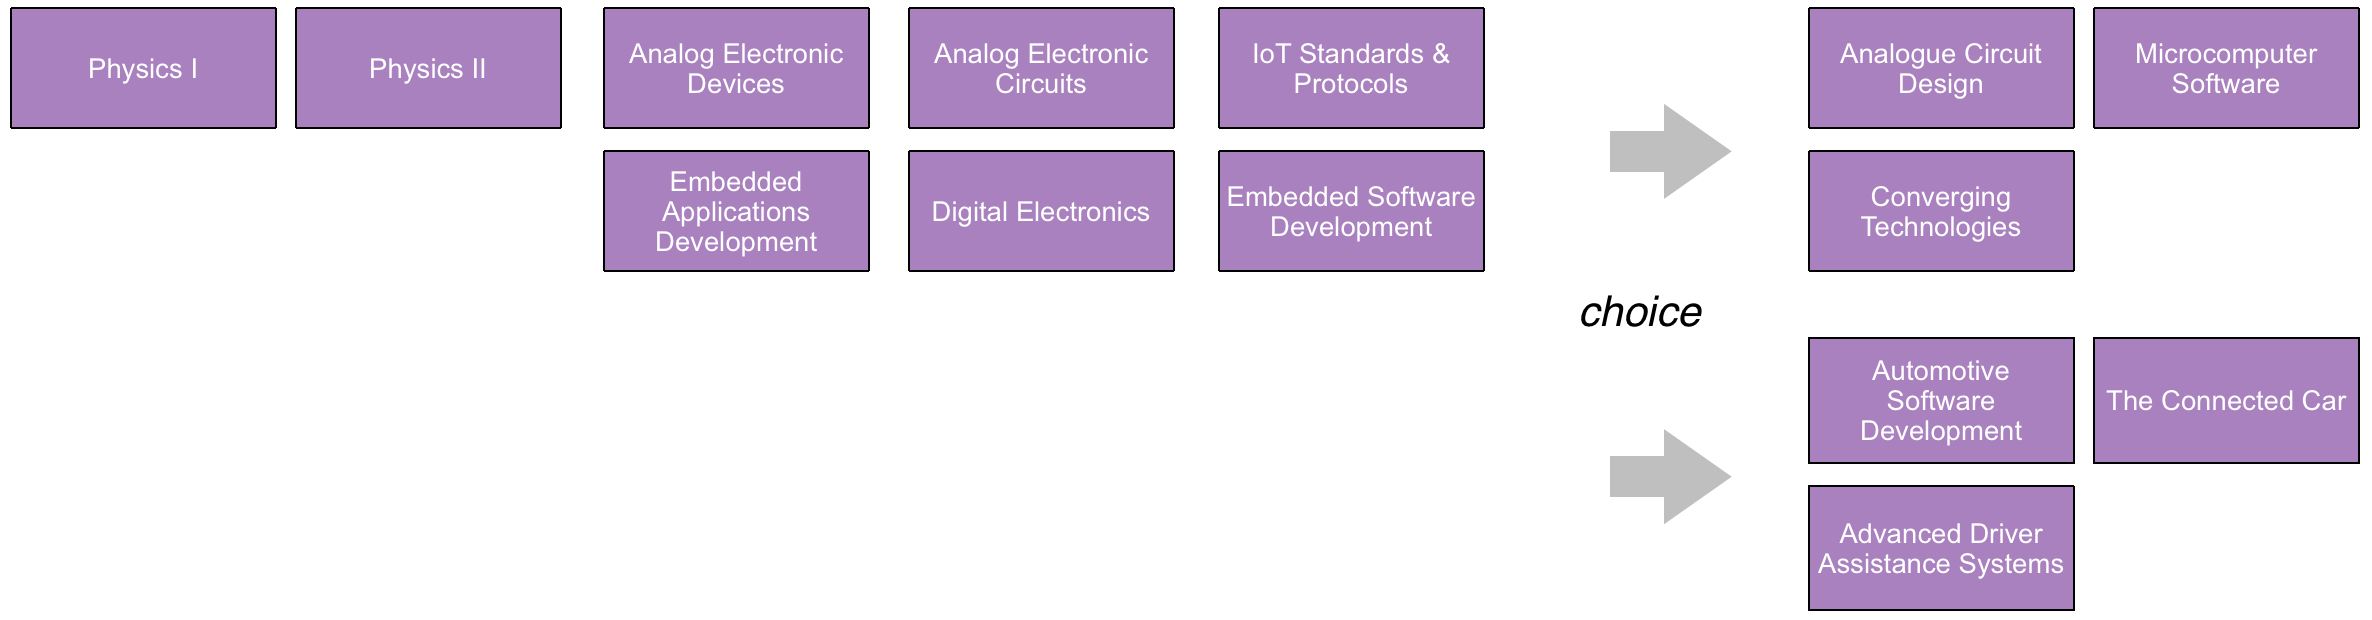 Physics I
Physics II
Analog Electronic
Devices
Analog Electronic
Circuits
IoT Standards &
Protocols
Analogue Circuit
Design
Microcomputer
Software
Embedded
Applications
Development
Digital Electronics
Embedded Software
Development
Converging
Technologies
choice
Automotive
Software
Development
The Connected Car
Advanced Driver
Assistance Systems